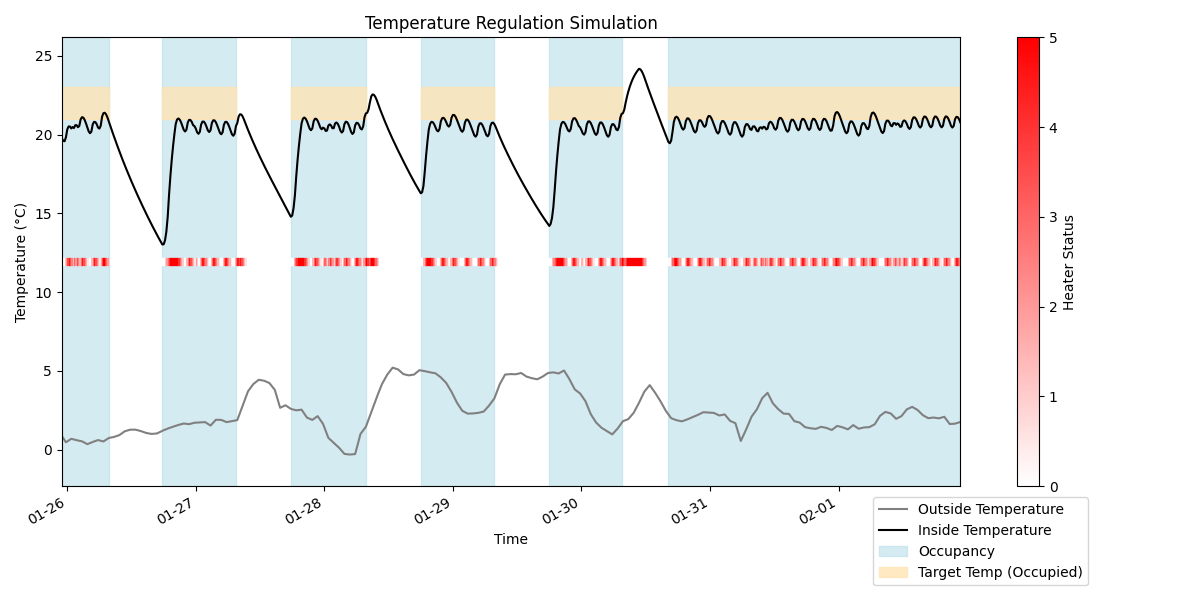 Temperature Regulation Simulation
Temperature (°C)
25
20
15
10
5
0
01-26
01-27
01-28
01-29
01-30
01-31
02-01
Time
5
4
3
2
1
0
Heater Status
Outside Temperature
Inside Temperature
Occupancy
Target Temp (Occupied)